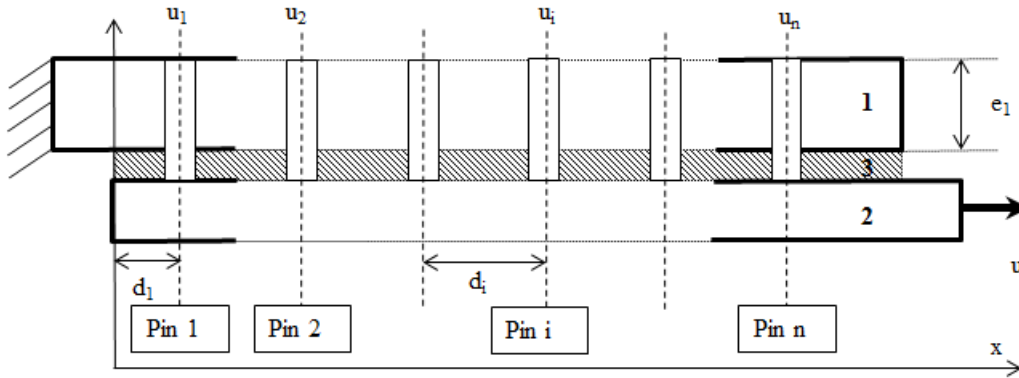 u₁ u₂ uᵢ uₙ
1
e₁
3
2
u
d₁ dᵢ
Pin 1 Pin 2 Pin i Pin n
x